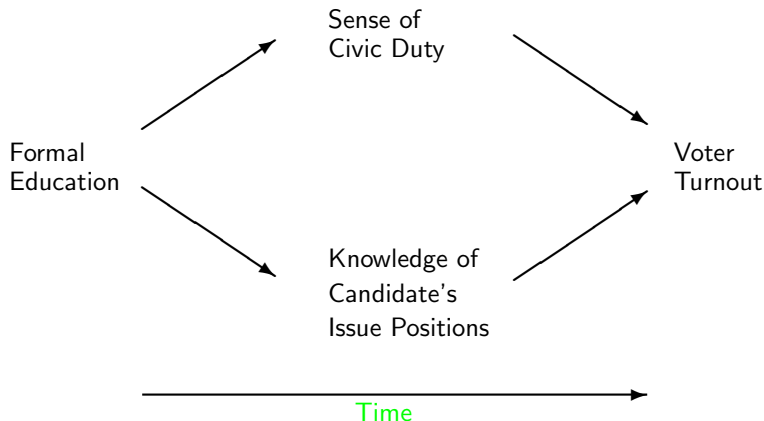 Sense of
Civic Duty
Formal
Education
Voter
Turnout
Knowledge of
Candidate's
Issue Positions
Time